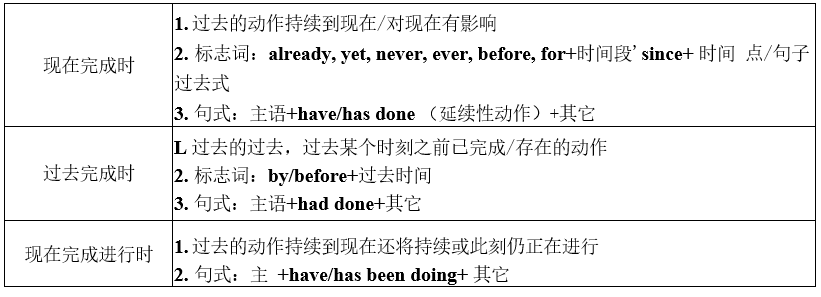 现在完成时
1. 过去的动作持续到现在/对现在有影响
2. 标志词：already, yet, never, ever, before, for+时间段' since+ 时间 点/句子
过去式
3. 句式：主语+have/has done （延续性动作）+其它
过去完成时
L 过去的过去，过去某个时刻之前已完成/存在的动作
2. 标志词：by/before+过去时间
3. 句式：主语+had done+其它
现在完成进行时
1. 过去的动作持续到现在还将持续或此刻仍正在进行
2. 句式：主 +have/has been doing+ 其它